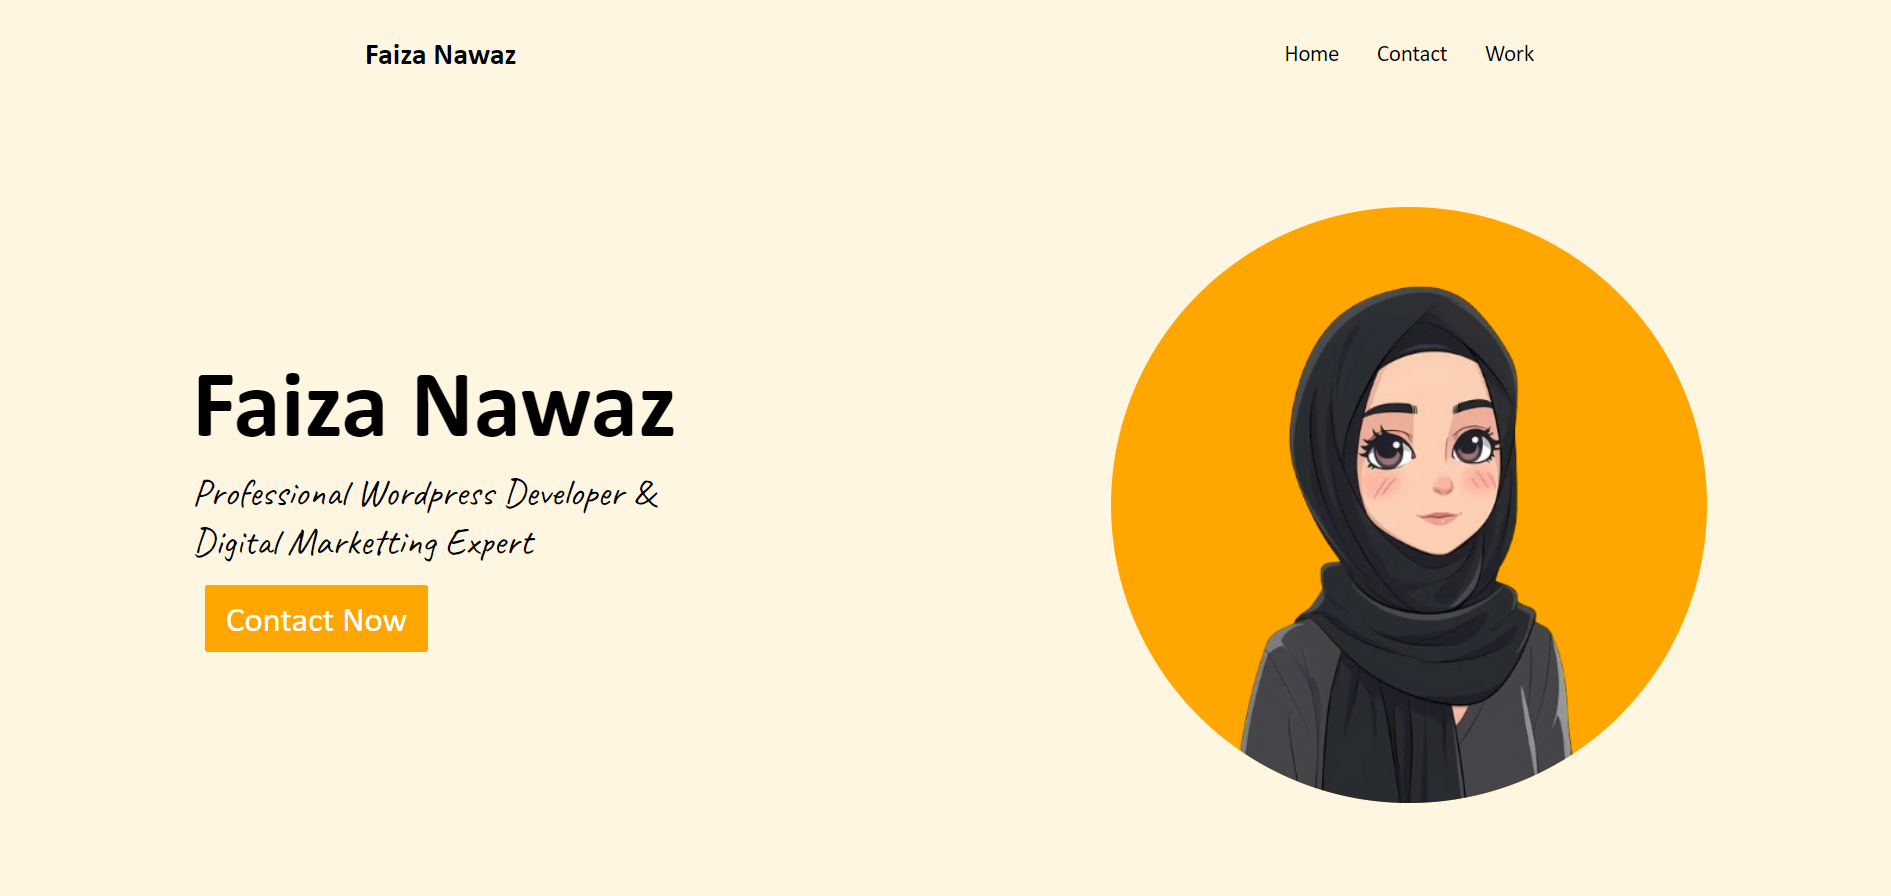 Faiza Nawaz
Home Contact Work
Faiza Nawaz
Professional Wordpress Developer &
Digital Marketting Expert
Contact Now